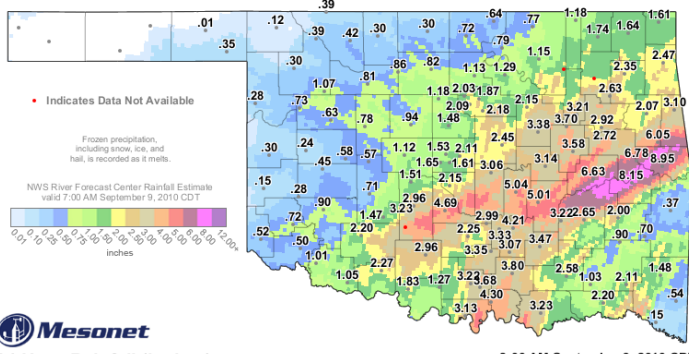 .39
.01 .12 .39 .42 .30 .30 .72 .64 .77 1.18 1.74 1.64 1.61
.35 .79
.30 .81 .86 .82 1.13 1.29 1.15 2.35 2.47
.28 .73 1.07 .63 .78 .94 1.18 2.03 1.87 2.09 1.48 2.18 2.15 3.21 2.63 2.07 3.10
Indicates Data Not Available
3.38 3.70 2.92
2.45 3.58 2.72 6.05
Frozen precipitation,
including snow, ice, and
hail, is recorded as it melts.
.30 .24 .45 .58 .57 1.12 1.53 2.11 1.65 1.61 3.06 3.14 6.78 8.95
.15 .28 .71 1.51 2.15 5.04 5.01 6.63 8.15
NWS River Forecast Center Rainfall Estimate
valid 7:00 AM September 9, 2010 CDT
.72 .90 1.47 3.23 2.96 4.69 2.99 4.21 3.22 2.65 2.00 .37
0.01 0.10 0.25 0.50 0.75 1.00 1.50 2.00 2.50 3.00 4.00 5.00 6.00 8.00 10.00 12.00+
inches
.52 .50 2.20 2.25 3.33 3.07 3.47 .90 .70
1.01 2.96 3.35
1.05 2.27 1.83 1.27 3.22 3.68 3.80 2.58 1.03 2.11 1.48
4.30 2.20 .54
3.13 3.23 .15
Mesonet